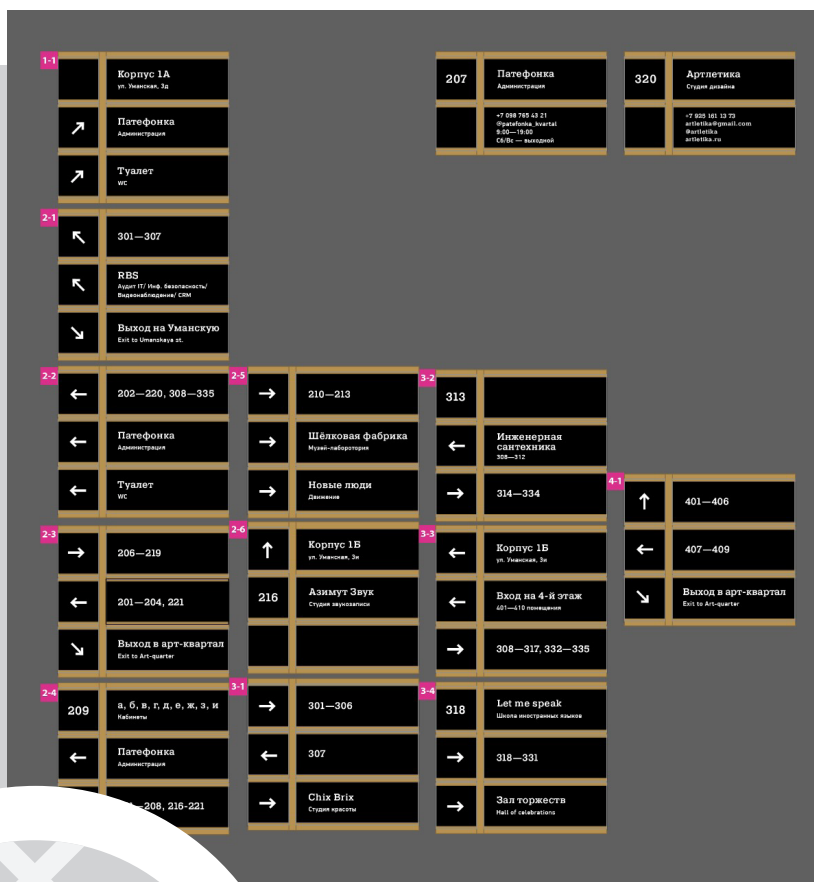 1-1
Корпус 1А
ул. Уманская, 3д
Патефонка
Администрация
Туалет
WC
207
Патефонка
Администрация
+7 098 765 43 21
@patefonka_kvartal
9:00—19:00
Сб/Вс — выходной
320
Артлетика
Студия дизайна
+7 925 161 13 73
artletika@gmail.com
@artletika
artletika.ru
2-1
301—307
RBS
Аудит IT/ Инф. безопасность/
Видеонаблюдение/ CRM
Выход на Уманскую
Exit to Umanskaya st.
2-2
202—220, 308—335
Патефонка
Администрация
Туалет
WC
2-5
210—213
Шёлковая фабрика
Музей-лаборотория
Новые люди
Движение
3-2
313
Инженерная
сантехника
308—312
314—334
4-1
401—406
407—409
Выход в арт-квартал
Exit to Art-quarter
2-3
206—219
201—204, 221
Выход в арт-квартал
Exit to Art-quarter
2-6
Корпус 1Б
ул. Уманская, 3и
216
Азимут Звук
Студия звукозаписи
3-3
Корпус 1Б
ул. Уманская, 3и
Вход на 4-й этаж
401—410 помещения
308—317, 332—335
2-4
209
а, б, в, г, д, е, ж, з, и
Кабинеты
Патефонка
Администрация
—208, 216-221
3-1
301—306
307
Chix Brix
Студия красоты
3-4
318
Let me speak
Школа иностранных языков
318—331
Зал торжеств
Hall of celebrations